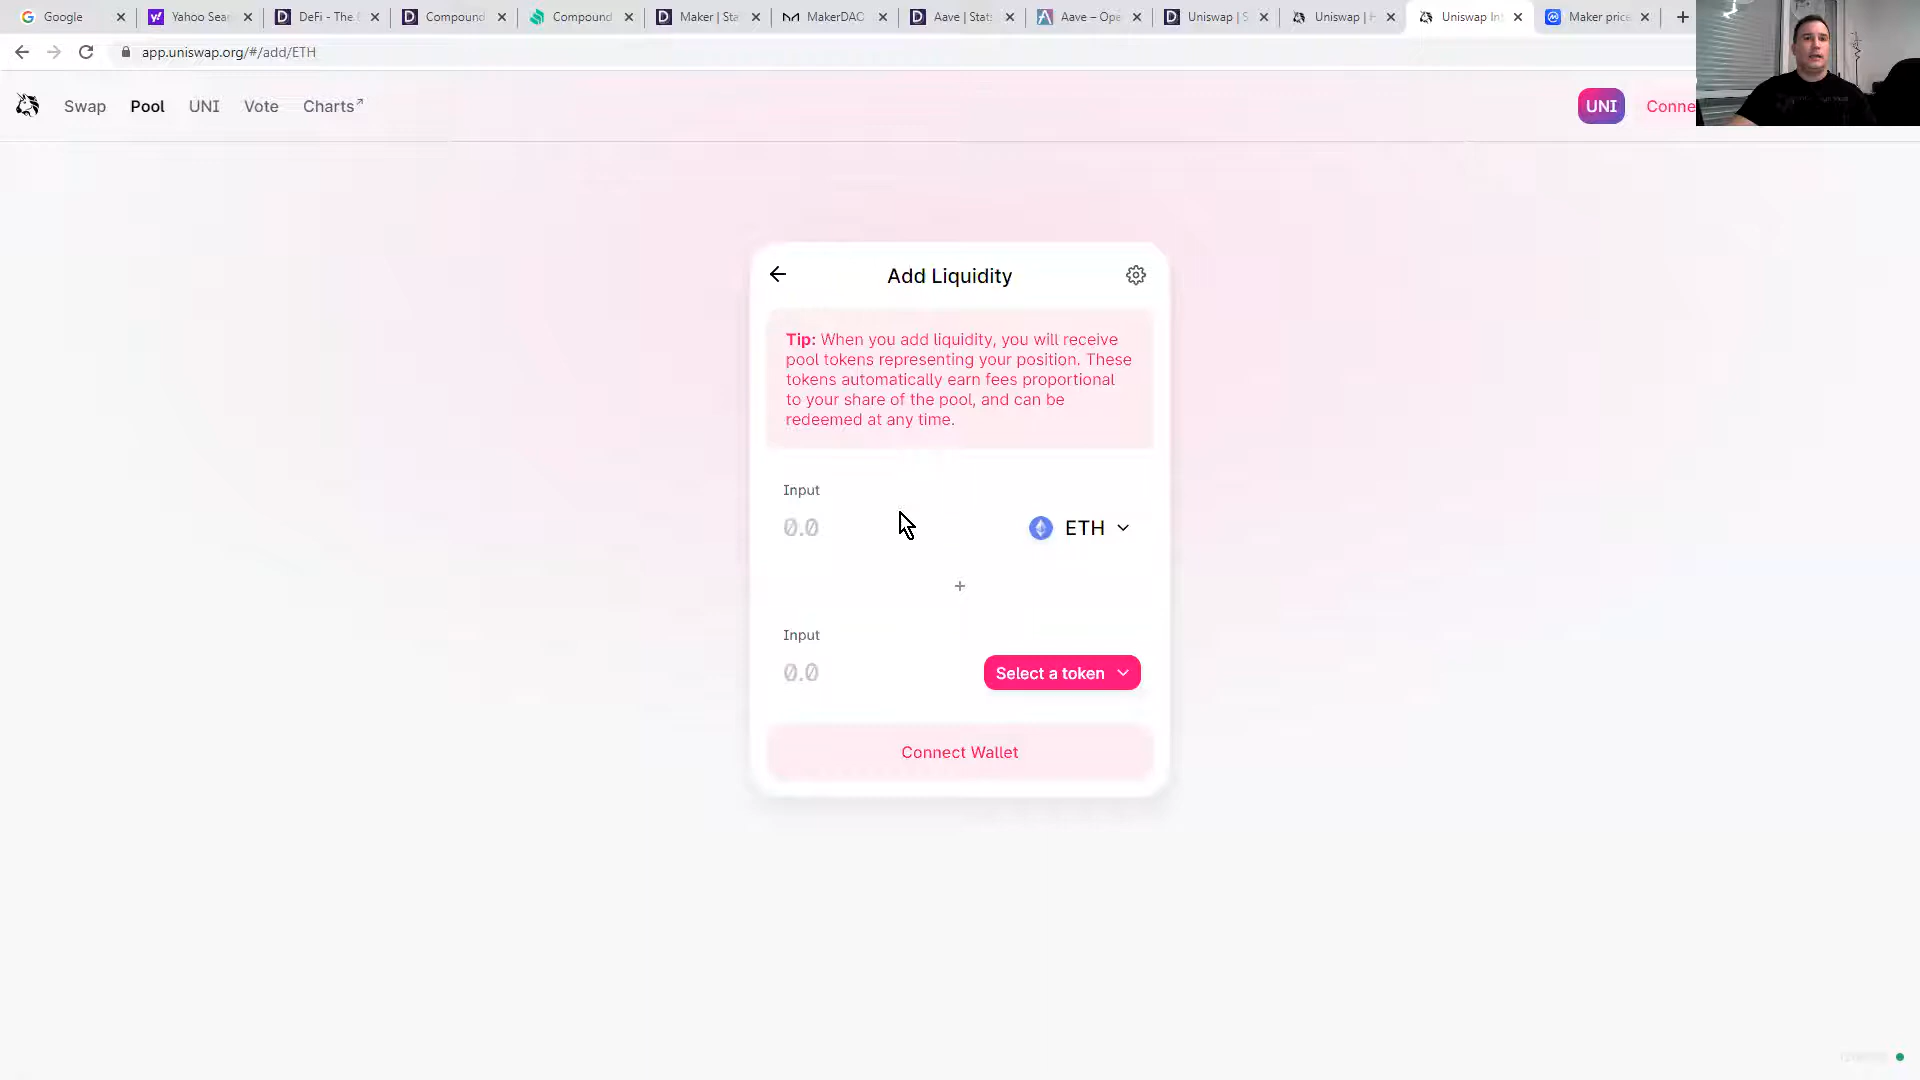 Google
Yahoo Sea
DeFi - The
Compound
Compound
Maker | Sta
MakerDAO
Aave | Stat
Aave – Ope
Uniswap | S
Uniswap | H
Uniswap In
Maker price
app.uniswap.org/#/add/ETH
Swap
Pool
UNI
Vote
Charts↗
UNI
Conne
Add Liquidity
Tip: When you add liquidity, you will receive
pool tokens representing your position. These
tokens automatically earn fees proportional
to your share of the pool, and can be
redeemed at any time.
Input
0.0
ETH
+
Input
0.0
Select a token
Connect Wallet